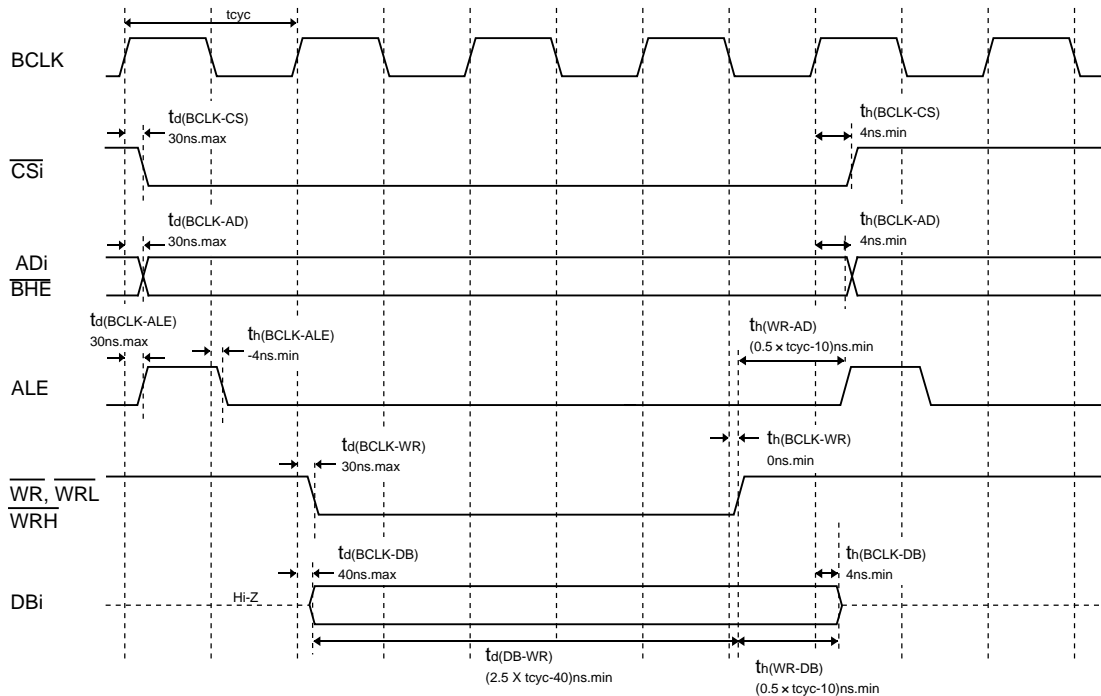 tcyc
BCLK
td(BCLK-CS)
30ns.max
th(BCLK-CS)
4ns.min
CSi
td(BCLK-AD)
30ns.max
th(BCLK-AD)
4ns.min
ADi
BHE
td(BCLK-ALE)
30ns.max
th(BCLK-ALE)
-4ns.min
th(WR-AD)
(0.5 × tcyc-10)ns.min
ALE
td(BCLK-WR)
30ns.max
th(BCLK-WR)
0ns.min
WR, WRL
WRH
td(BCLK-DB)
40ns.max
th(BCLK-DB)
4ns.min
DBi
Hi-Z
td(DB-WR)
(2.5 X tcyc-40)ns.min
th(WR-DB)
(0.5 × tcyc-10)ns.min